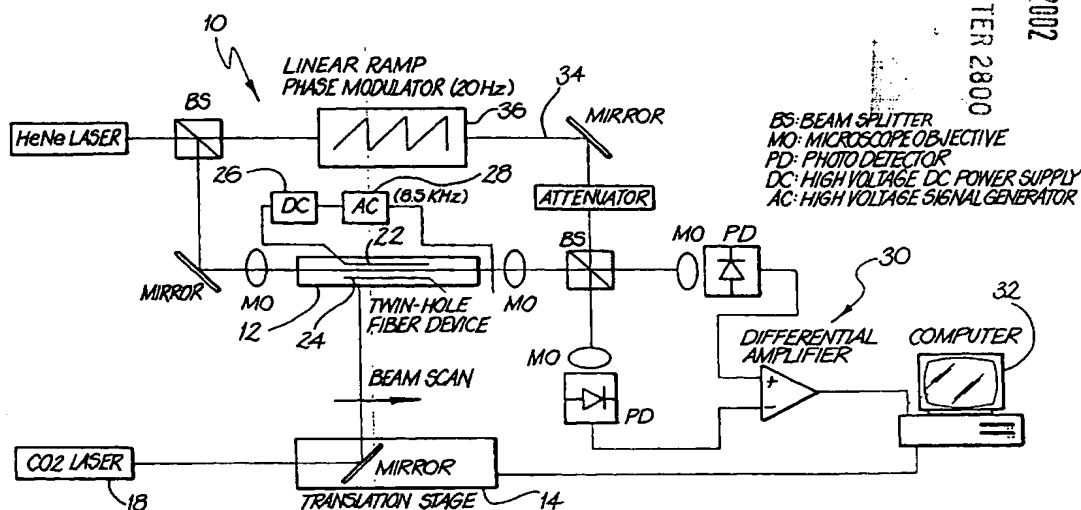 2002
TER 2800
10
LINEAR RAMP
PHASE MODULATOR (20Hz)
34
MIRROR
BS
36
HeNe LASER
BS: BEAM SPLITTER
MO: MICROSCOPE OBJECTIVE
PD: PHOTO DETECTOR
DC: HIGH VOLTAGE DC POWER SUPPLY
AC: HIGH VOLTAGE SIGNAL GENERATOR
26
28
DC
AC
(8.5 KHz)
ATTENUATOR
22
BS
MO
PD
30
MIRROR
MO
12
24
TWIN-HOLE
FIBER DEVICE
MO
DIFFERENTIAL
AMPLIFIER
COMPUTER
32
MO
BEAM SCAN
PD
+
−
CO2 LASER
MIRROR
18
TRANSLATION STAGE
14